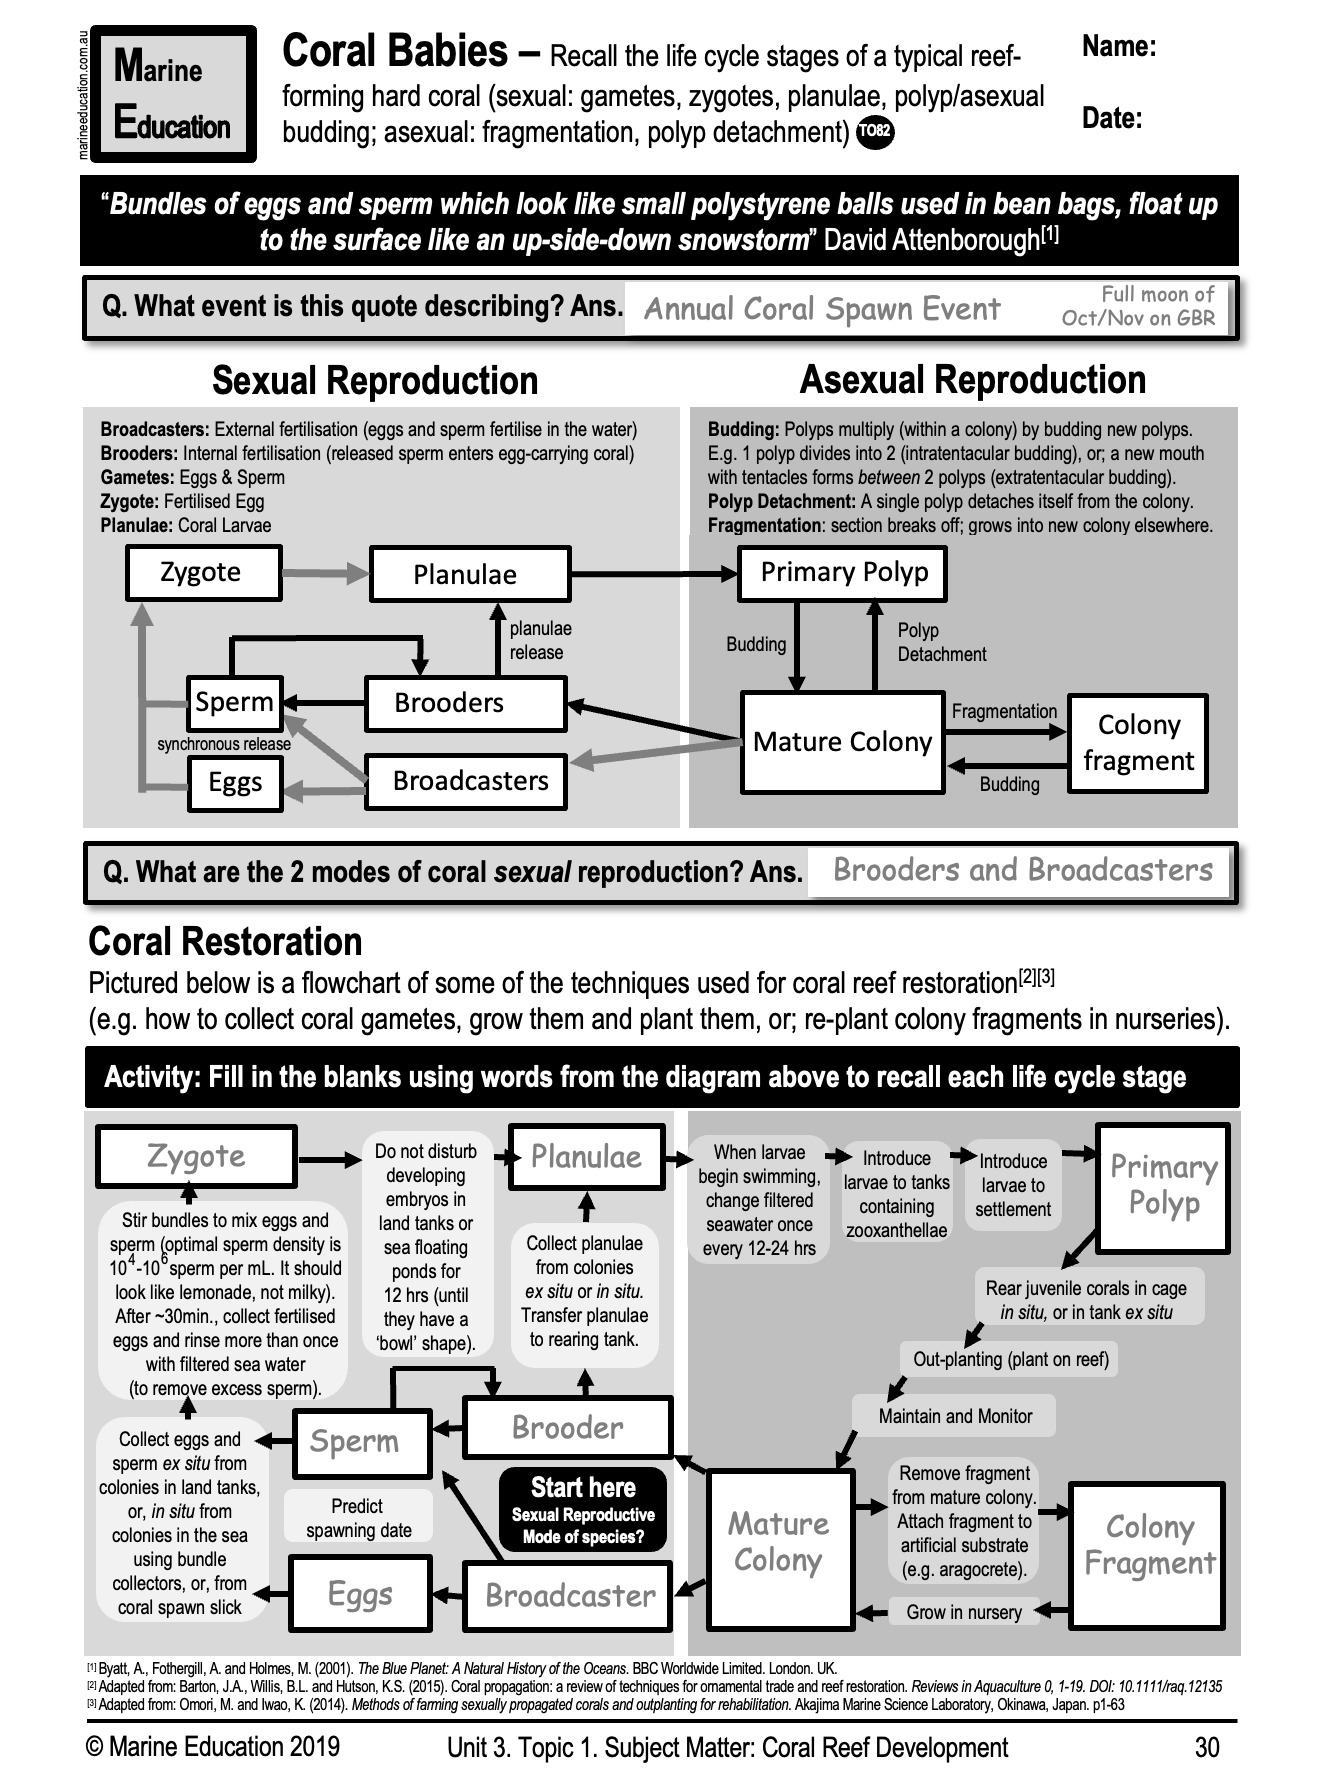 marineeducation.com.au
Marine
Education
Coral Babies – Recall the life cycle stages of a typical reef-
forming hard coral (sexual: gametes, zygotes, planulae, polyp/asexual
budding; asexual: fragmentation, polyp detachment) TO82
Name:
Date:
“Bundles of eggs and sperm which look like small polystyrene balls used in bean bags, float up
to the surface like an up-side-down snowstorm” David Attenborough[1]
Q. What event is this quote describing? Ans. Annual Coral Spawn Event
Full moon of
Oct/Nov on GBR
Sexual Reproduction
Broadcasters: External fertilisation (eggs and sperm fertilise in the water)
Brooders: Internal fertilisation (released sperm enters egg-carrying coral)
Gametes: Eggs & Sperm
Zygote: Fertilised Egg
Planulae: Coral Larvae
Zygote
Planulae
planulae
release
Sperm
Brooders
synchronous release
Eggs
Broadcasters
Asexual Reproduction
Budding: Polyps multiply (within a colony) by budding new polyps.
E.g. 1 polyp divides into 2 (intratentacular budding), or; a new mouth
with tentacles forms between 2 polyps (extratentacular budding).
Polyp Detachment: A single polyp detaches itself from the colony.
Fragmentation: section breaks off; grows into new colony elsewhere.
Primary Polyp
Budding
Polyp
Detachment
Mature Colony
Fragmentation
Budding
Colony
fragment
Q. What are the 2 modes of coral sexual reproduction? Ans. Brooders and Broadcasters
Coral Restoration
Pictured below is a flowchart of some of the techniques used for coral reef restoration[2][3]
(e.g. how to collect coral gametes, grow them and plant them, or; re-plant colony fragments in nurseries).
Activity: Fill in the blanks using words from the diagram above to recall each life cycle stage
Zygote
Do not disturb
developing
embryos in
land tanks or
sea floating
ponds for
12 hrs (until
they have a
‘bowl’ shape).
Planulae
When larvae
begin swimming,
change filtered
seawater once
every 12-24 hrs
Introduce
larvae to tanks
containing
zooxanthellae
Introduce
larvae to
settlement
Primary
Polyp
Stir bundles to mix eggs and
sperm (optimal sperm density is
10⁴-10⁶ sperm per mL. It should
look like lemonade, not milky).
After ~30min., collect fertilised
eggs and rinse more than once
with filtered sea water
(to remove excess sperm).
Collect planulae
from colonies
ex situ or in situ.
Transfer planulae
to rearing tank.
Rear juvenile corals in cage
in situ, or in tank ex situ
Out-planting (plant on reef)
Maintain and Monitor
Collect eggs and
sperm ex situ from
colonies in land tanks,
or, in situ from
colonies in the sea
using bundle
collectors, or, from
coral spawn slick
Sperm
Brooder
Predict
spawning date
Start here
Sexual Reproductive
Mode of species?
Eggs
Broadcaster
Mature
Colony
Remove fragment
from mature colony.
Attach fragment to
artificial substrate
(e.g. aragocrete).
Colony
Fragment
Grow in nursery
[1] Byatt, A., Fothergill, A. and Holmes, M. (2001). The Blue Planet: A Natural History of the Oceans. BBC Worldwide Limited. London. UK.
[2] Adapted from: Barton, J.A., Willis, B.L. and Hutson, K.S. (2015). Coral propagation: a review of techniques for ornamental trade and reef restoration. Reviews in Aquaculture 0, 1-19. DOI: 10.1111/raq.12135
[3] Adapted from: Omori, M. and Iwao, K. (2014). Methods of farming sexually propagated corals and outplanting for rehabilitation. Akajima Marine Science Laboratory, Okinawa, Japan. p1-63
© Marine Education 2019
Unit 3. Topic 1. Subject Matter: Coral Reef Development
30